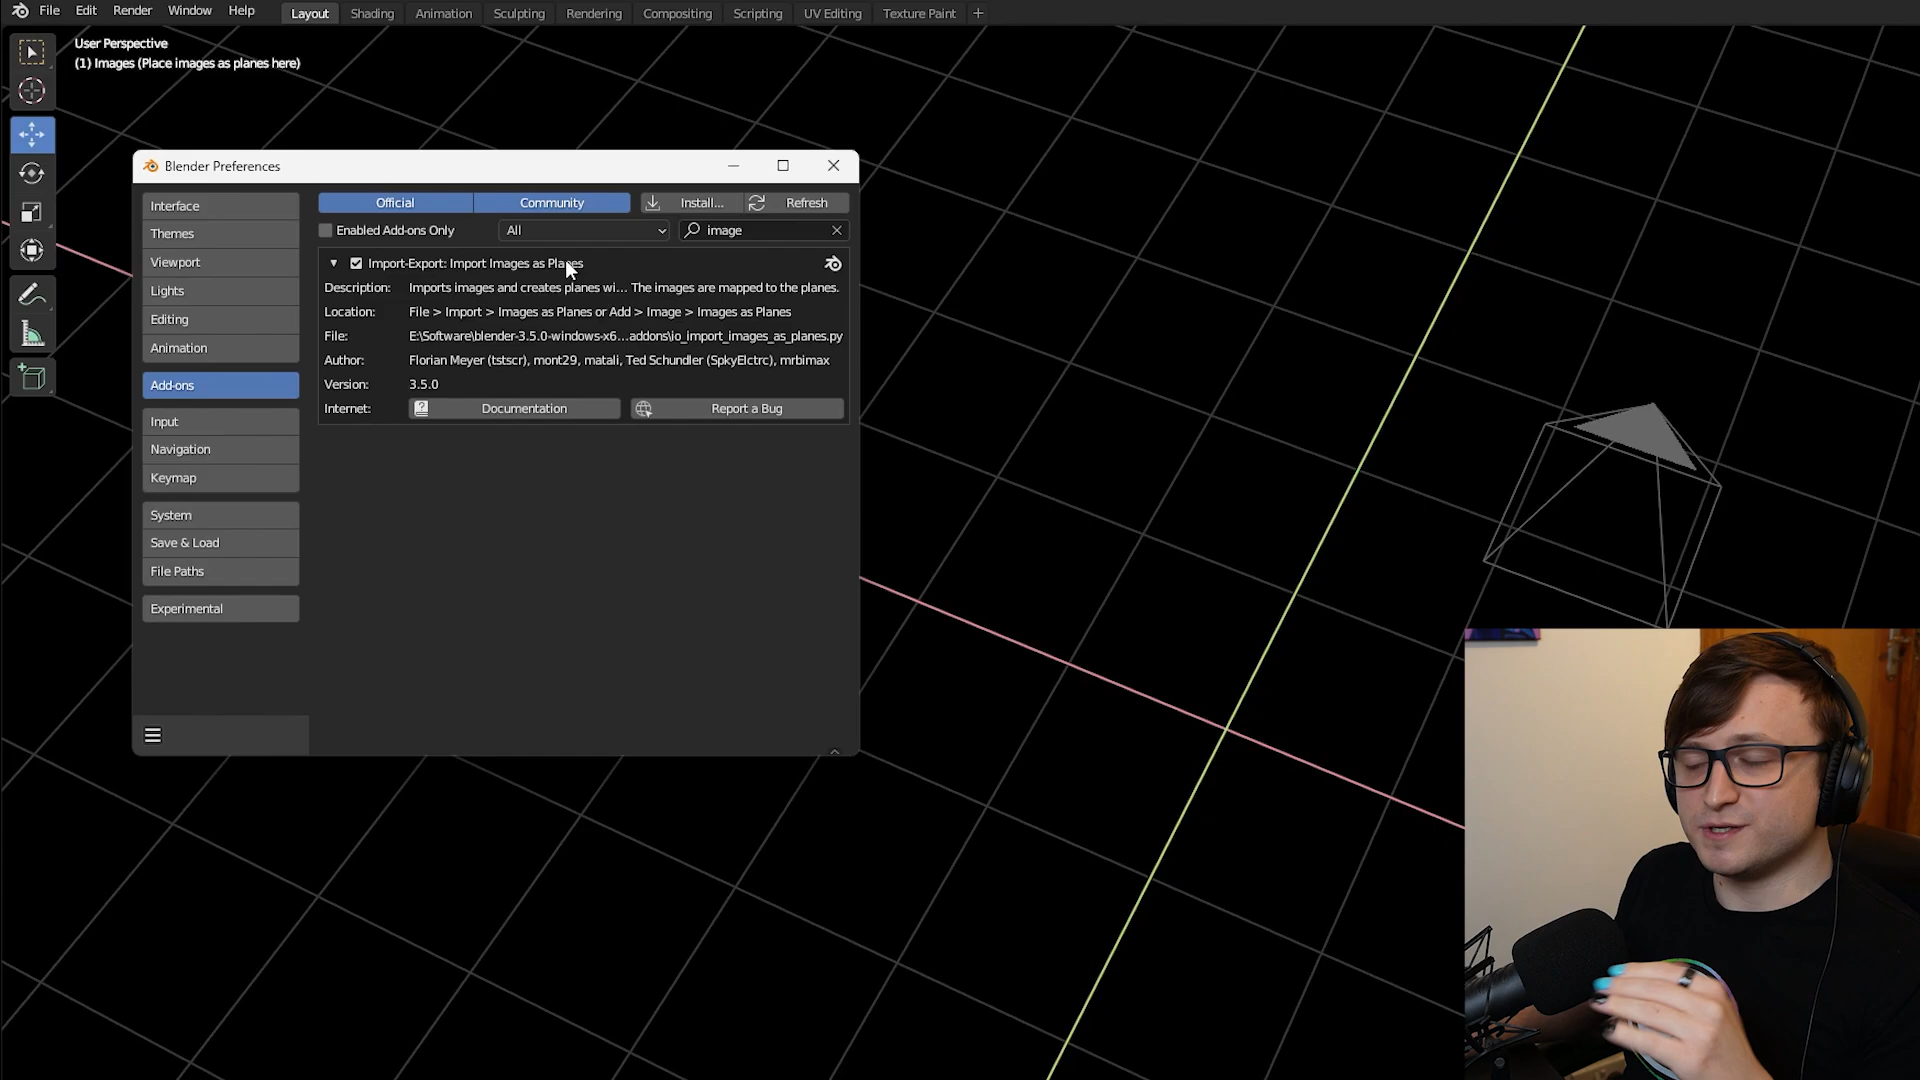 File Edit Render Window Help Layout Shading Animation Sculpting Rendering Modeling Compositing Scripting UV Editing Texture Paint +
User Perspective
(1) Images (Place images as planes here)
Blender Preferences
Interface
Themes
Viewport
Lights
Editing
Animation
Add-ons
Input
Navigation
Keymap
System
Save & Load
File Paths
Experimental
Official Community Install... Refresh
Enabled Add-ons Only All image
Import-Export: Import Images as Planes
Description: Imports images and creates planes wi... The images are mapped to the planes.
Location: File > Import > Images as Planes or Add > Image > Images as Planes
File: E:\Software\blender-3.5.0-windows-x6...addons\io_import_images_as_planes.py
Author: Florian Meyer (tstscr), mont29, matali, Ted Schundler (SpkyElctrc), mrbimax
Version: 3.5.0
Internet: Documentation Report a Bug